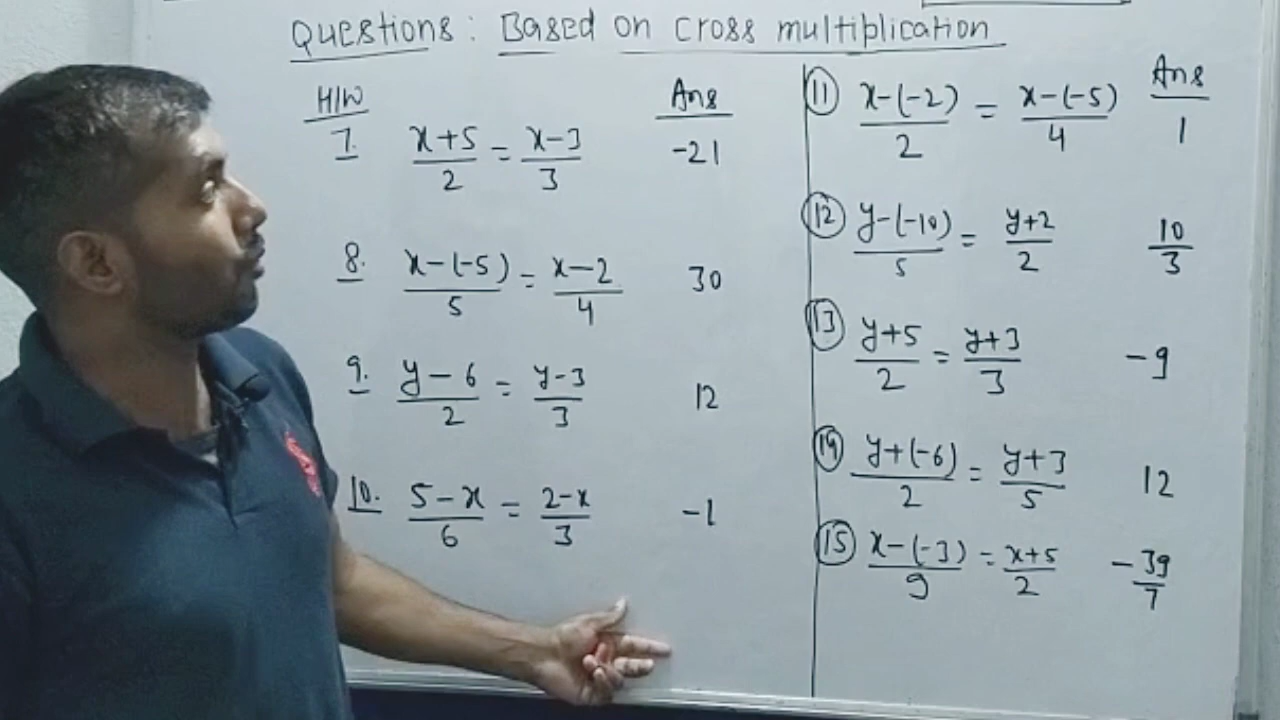 Questions: Based on cross multiplication
H/W Ans
7. (x+5)/2 = (x-3)/3 -21
8. (x-(-5))/5 = (x-2)/4 30
9. (y-6)/2 = (y-3)/3 12
10. (5-x)/6 = (2-x)/3 -1
Ans
11 (x-(-2))/2 = (x-(-5))/4 1
12 (y-(-10))/5 = (y+2)/2 10/3
13 (y+5)/2 = (y+3)/3 -9
14 (y+(-6))/2 = (y+3)/5 12
15 (x-(-3))/9 = (x+5)/2 -39/7